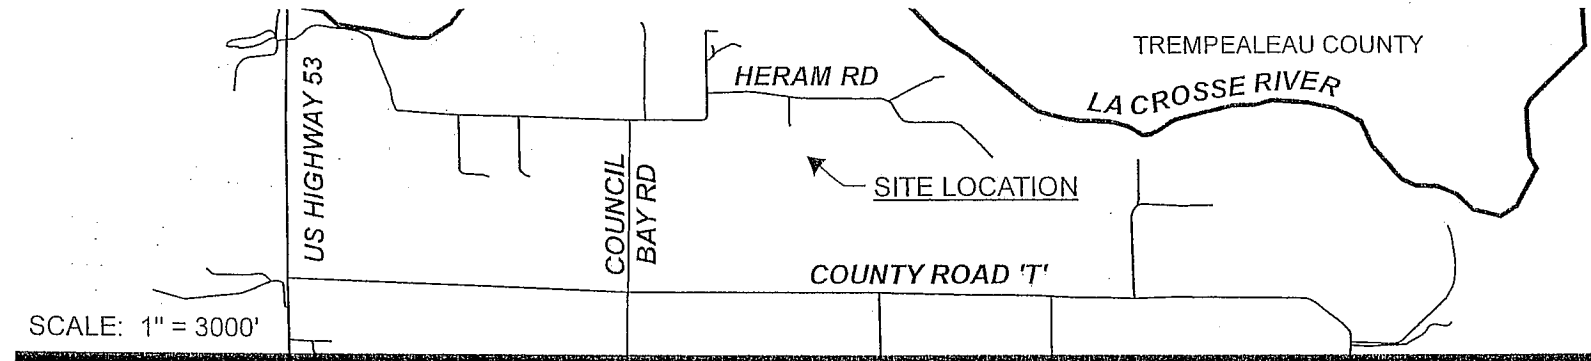 TREMPEALEAU COUNTY
HERAM RD
LA CROSSE RIVER
US HIGHWAY 53
COUNCIL
BAY RD
SITE LOCATION
COUNTY ROAD 'T'
SCALE: 1" = 3000'